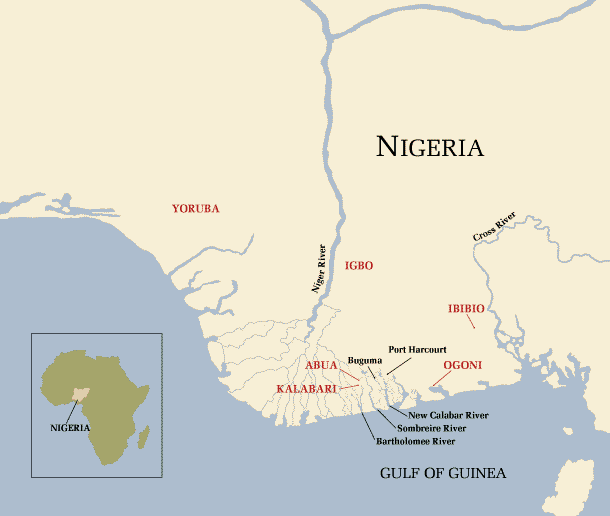 NIGERIA
YORUBA
Cross River
Niger River
IGBO
IBIBIO
Port Harcourt
Buguma
ABUA
OGONI
KALABARI
New Calabar River
Sombreire River
NIGERIA
Bartholomee River
GULF OF GUINEA